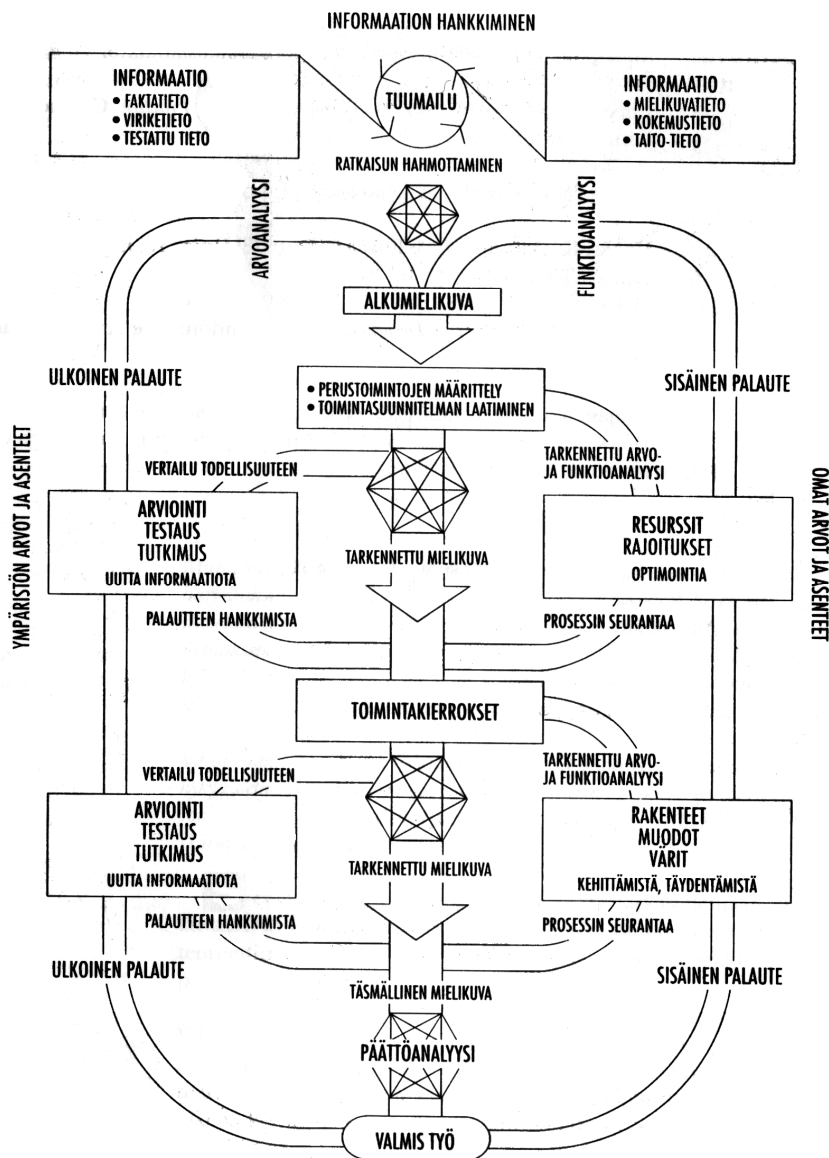 INFORMAATION HANKKIMINEN
INFORMAATIO
• FAKTATIETO
• VIRIKETIETO
• TESTATTU TIETO
TUUMAILU
INFORMAATIO
• MIELIKUVATIETO
• KOKEMUSTIETO
• TAITO-TIETO
RATKAISUN HAHMOTTAMINEN
ARVOANALYYSI
FUNKTIOANALYYSI
ALKUMIELIKUVA
ULKOINEN PALAUTE
SISÄINEN PALAUTE
• PERUSTOIMINTOJEN MÄÄRITTELY
• TOIMINTASUUNNITELMAN LAATIMINEN
YMPÄRISTÖN ARVOT JA ASENTEET
OMAT ARVOT JA ASENTEET
VERTAILU TODELLISUUTEEN
TARKENNETTU ARVO-
JA FUNKTIOANALYYSI
ARVIOINTI
TESTAUS
TUTKIMUS
UUTTA INFORMAATIOTA
TARKENNETTU MIELIKUVA
RESURSSIT
RAJOITUKSET
OPTIMOINTIA
PALAUTTEEN HANKKIMISTA
PROSESSIN SEURANTAA
TOIMINTAKIERROKSET
VERTAILU TODELLISUUTEEN
TARKENNETTU ARVO-
JA FUNKTIOANALYYSI
ARVIOINTI
TESTAUS
TUTKIMUS
UUTTA INFORMAATIOTA
TARKENNETTU MIELIKUVA
RAKENTEET
MUODOT
VÄRIT
KEHITTÄMISTÄ, TÄYDENTÄMISTÄ
PALAUTTEEN HANKKIMISTA
PROSESSIN SEURANTAA
ULKOINEN PALAUTE
SISÄINEN PALAUTE
TÄSMÄLLINEN MIELIKUVA
PÄÄTTÖANALYYSI
VALMIS TYÖ